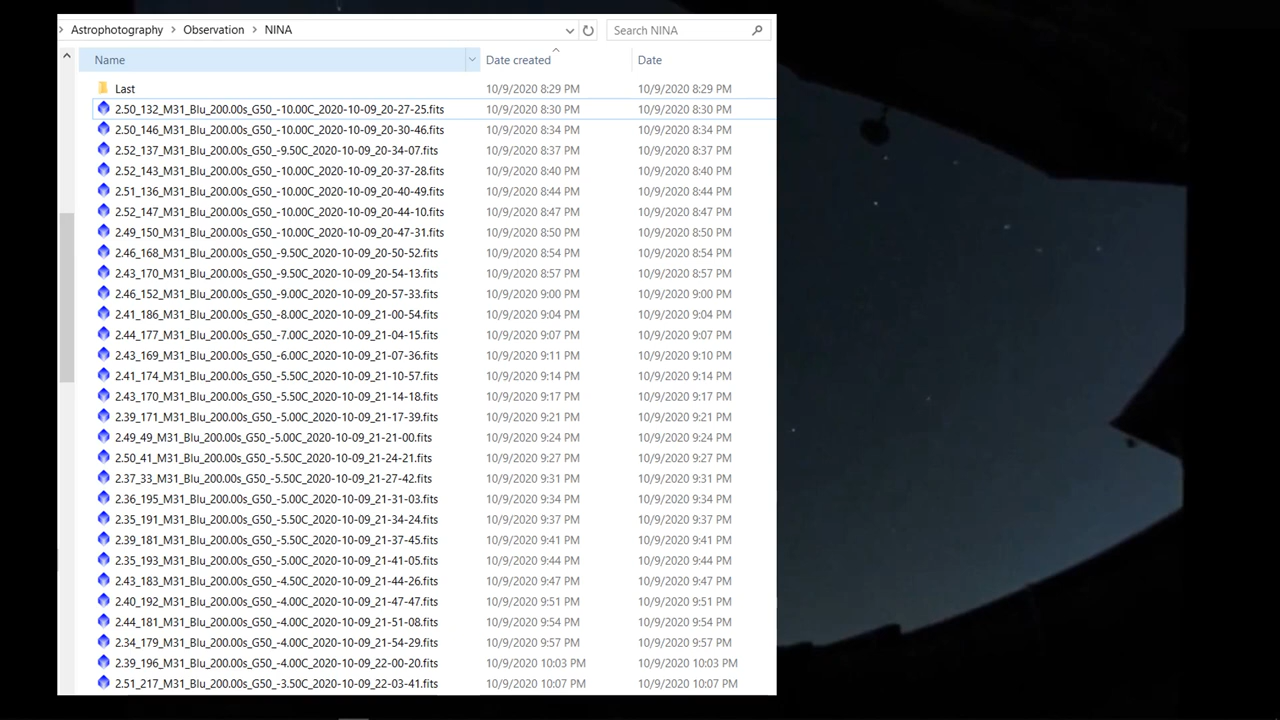 Astrophotography > Observation > NINA Search NINA
Name Date created Date
Last 10/9/2020 8:29 PM 10/9/2020 8:29 PM
2.50_132_M31_Blu_200.00s_G50_-10.00C_2020-10-09_20-27-25.fits 10/9/2020 8:30 PM 10/9/2020 8:30 PM
2.50_146_M31_Blu_200.00s_G50_-10.00C_2020-10-09_20-30-46.fits 10/9/2020 8:34 PM 10/9/2020 8:34 PM
2.52_137_M31_Blu_200.00s_G50_-9.50C_2020-10-09_20-34-07.fits 10/9/2020 8:37 PM 10/9/2020 8:37 PM
2.52_143_M31_Blu_200.00s_G50_-10.00C_2020-10-09_20-37-28.fits 10/9/2020 8:40 PM 10/9/2020 8:40 PM
2.51_136_M31_Blu_200.00s_G50_-10.00C_2020-10-09_20-40-49.fits 10/9/2020 8:44 PM 10/9/2020 8:44 PM
2.52_147_M31_Blu_200.00s_G50_-10.00C_2020-10-09_20-44-10.fits 10/9/2020 8:47 PM 10/9/2020 8:47 PM
2.49_150_M31_Blu_200.00s_G50_-10.00C_2020-10-09_20-47-31.fits 10/9/2020 8:50 PM 10/9/2020 8:50 PM
2.46_168_M31_Blu_200.00s_G50_-9.50C_2020-10-09_20-50-52.fits 10/9/2020 8:54 PM 10/9/2020 8:54 PM
2.43_170_M31_Blu_200.00s_G50_-9.50C_2020-10-09_20-54-13.fits 10/9/2020 8:57 PM 10/9/2020 8:57 PM
2.46_152_M31_Blu_200.00s_G50_-9.00C_2020-10-09_20-57-33.fits 10/9/2020 9:00 PM 10/9/2020 9:00 PM
2.41_186_M31_Blu_200.00s_G50_-8.00C_2020-10-09_21-00-54.fits 10/9/2020 9:04 PM 10/9/2020 9:04 PM
2.44_177_M31_Blu_200.00s_G50_-7.00C_2020-10-09_21-04-15.fits 10/9/2020 9:07 PM 10/9/2020 9:07 PM
2.43_169_M31_Blu_200.00s_G50_-6.00C_2020-10-09_21-07-36.fits 10/9/2020 9:11 PM 10/9/2020 9:10 PM
2.41_174_M31_Blu_200.00s_G50_-5.50C_2020-10-09_21-10-57.fits 10/9/2020 9:14 PM 10/9/2020 9:14 PM
2.43_170_M31_Blu_200.00s_G50_-5.50C_2020-10-09_21-14-18.fits 10/9/2020 9:17 PM 10/9/2020 9:17 PM
2.39_171_M31_Blu_200.00s_G50_-5.00C_2020-10-09_21-17-39.fits 10/9/2020 9:21 PM 10/9/2020 9:21 PM
2.49_49_M31_Blu_200.00s_G50_-5.00C_2020-10-09_21-21-00.fits 10/9/2020 9:24 PM 10/9/2020 9:24 PM
2.50_41_M31_Blu_200.00s_G50_-5.50C_2020-10-09_21-24-21.fits 10/9/2020 9:27 PM 10/9/2020 9:27 PM
2.37_33_M31_Blu_200.00s_G50_-5.50C_2020-10-09_21-27-42.fits 10/9/2020 9:31 PM 10/9/2020 9:31 PM
2.36_195_M31_Blu_200.00s_G50_-5.00C_2020-10-09_21-31-03.fits 10/9/2020 9:34 PM 10/9/2020 9:34 PM
2.35_191_M31_Blu_200.00s_G50_-5.50C_2020-10-09_21-34-24.fits 10/9/2020 9:37 PM 10/9/2020 9:37 PM
2.39_181_M31_Blu_200.00s_G50_-5.50C_2020-10-09_21-37-45.fits 10/9/2020 9:41 PM 10/9/2020 9:41 PM
2.35_193_M31_Blu_200.00s_G50_-5.50C_2020-10-09_21-41-05.fits 10/9/2020 9:44 PM 10/9/2020 9:44 PM
2.43_183_M31_Blu_200.00s_G50_-4.50C_2020-10-09_21-44-26.fits 10/9/2020 9:47 PM 10/9/2020 9:47 PM
2.40_192_M31_Blu_200.00s_G50_-4.00C_2020-10-09_21-47-47.fits 10/9/2020 9:51 PM 10/9/2020 9:51 PM
2.44_181_M31_Blu_200.00s_G50_-4.00C_2020-10-09_21-51-08.fits 10/9/2020 9:54 PM 10/9/2020 9:54 PM
2.34_179_M31_Blu_200.00s_G50_-4.00C_2020-10-09_21-54-29.fits 10/9/2020 9:57 PM 10/9/2020 9:57 PM
2.39_196_M31_Blu_200.00s_G50_-4.00C_2020-10-09_22-00-20.fits 10/9/2020 10:03 PM 10/9/2020 10:03 PM
2.51_217_M31_Blu_200.00s_G50_-3.50C_2020-10-09_22-03-41.fits 10/9/2020 10:07 PM 10/9/2020 10:07 PM